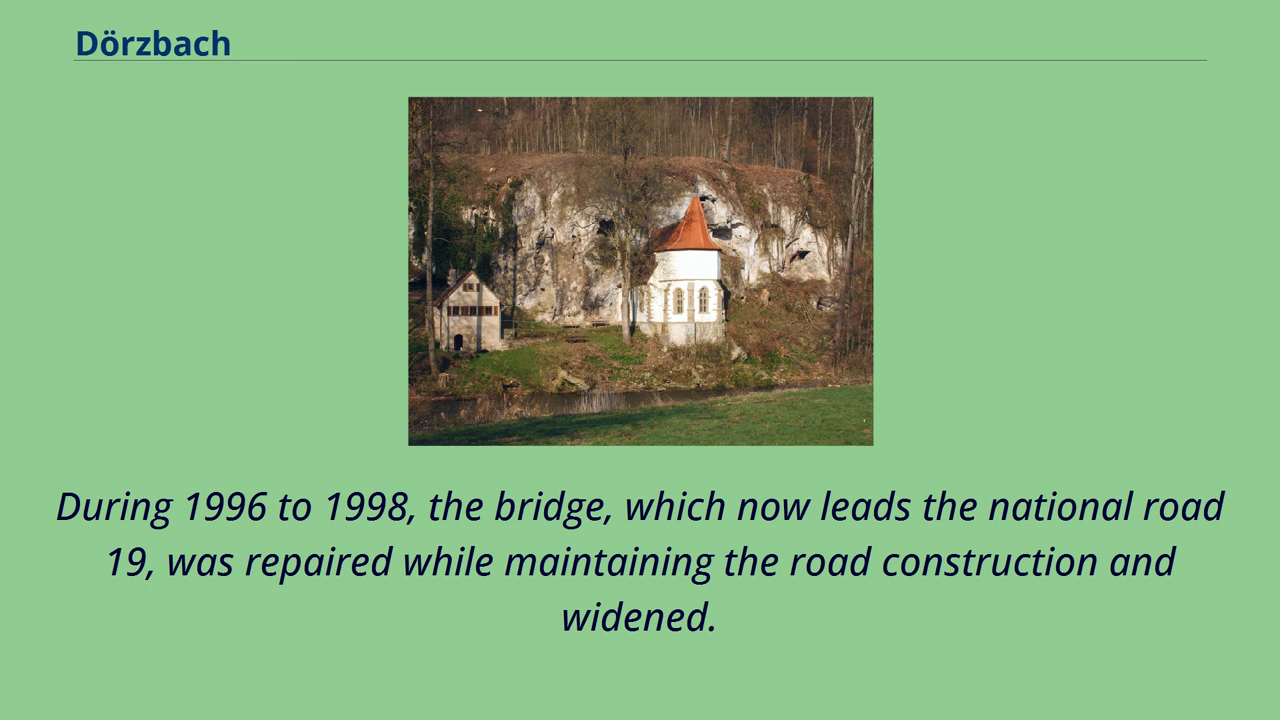 Dörzbach
During 1996 to 1998, the bridge, which now leads the national road
19, was repaired while maintaining the road construction and
widened.